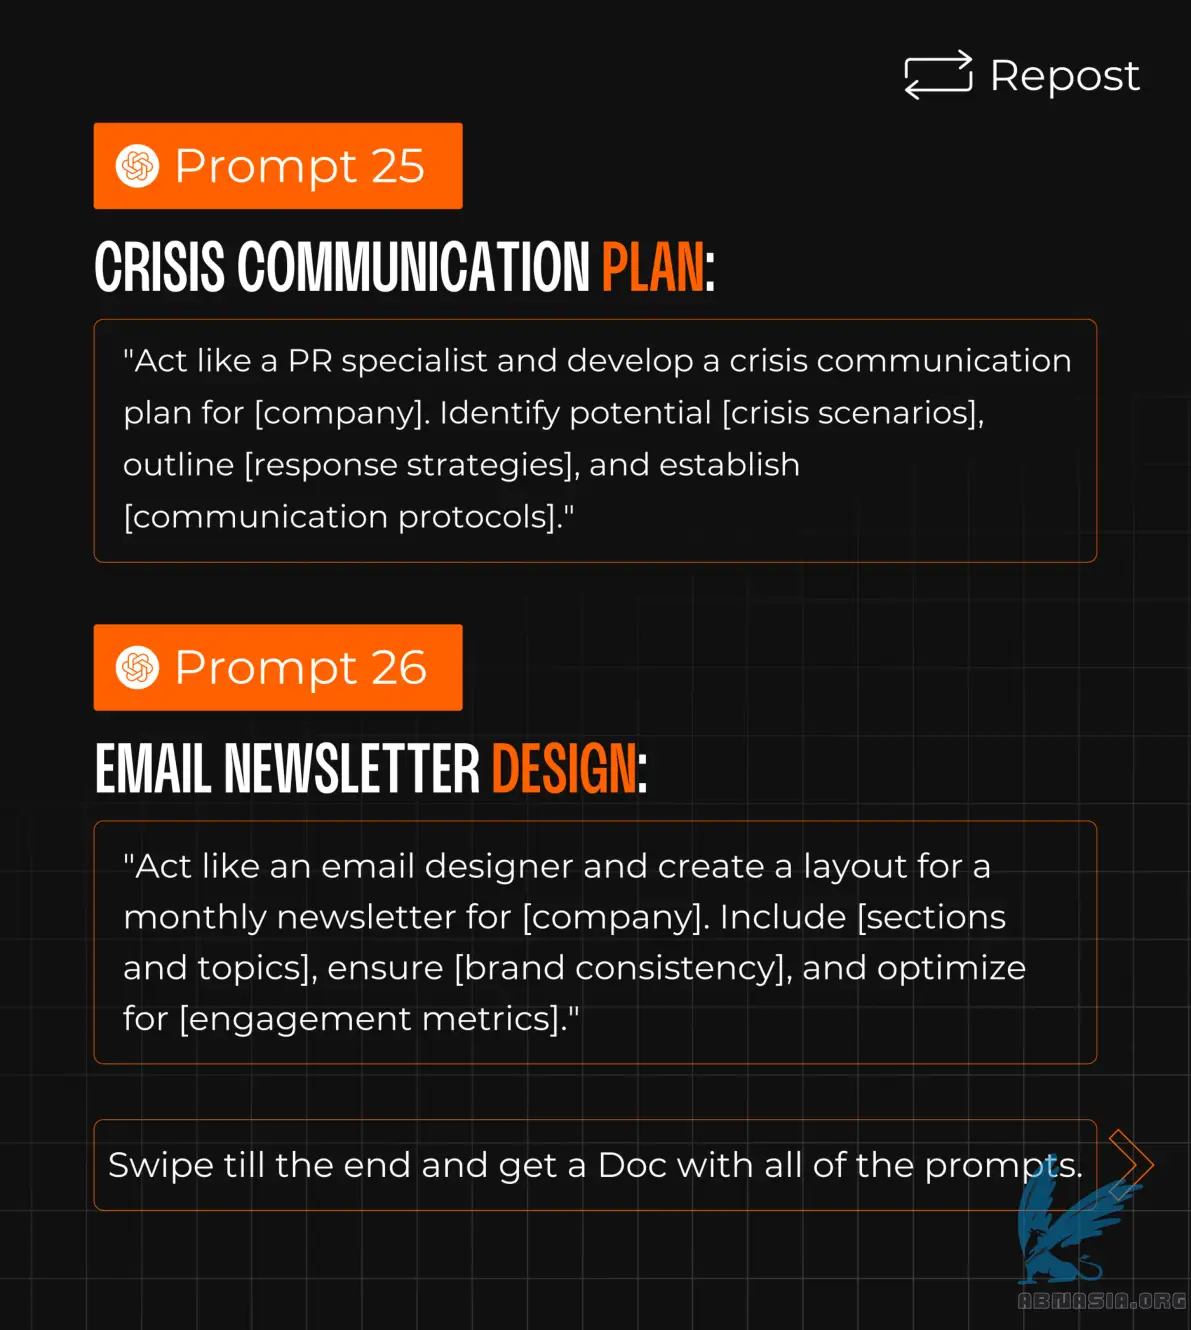 Repost
Prompt 25
CRISIS COMMUNICATION PLAN:
"Act like a PR specialist and develop a crisis communication
plan for [company]. Identify potential [crisis scenarios],
outline [response strategies], and establish
[communication protocols]."
Prompt 26
EMAIL NEWSLETTER DESIGN:
"Act like an email designer and create a layout for a
monthly newsletter for [company]. Include [sections
and topics], ensure [brand consistency], and optimize
for [engagement metrics]."
Swipe till the end and get a Doc with all of the prompts.
ABNASIA.ORG